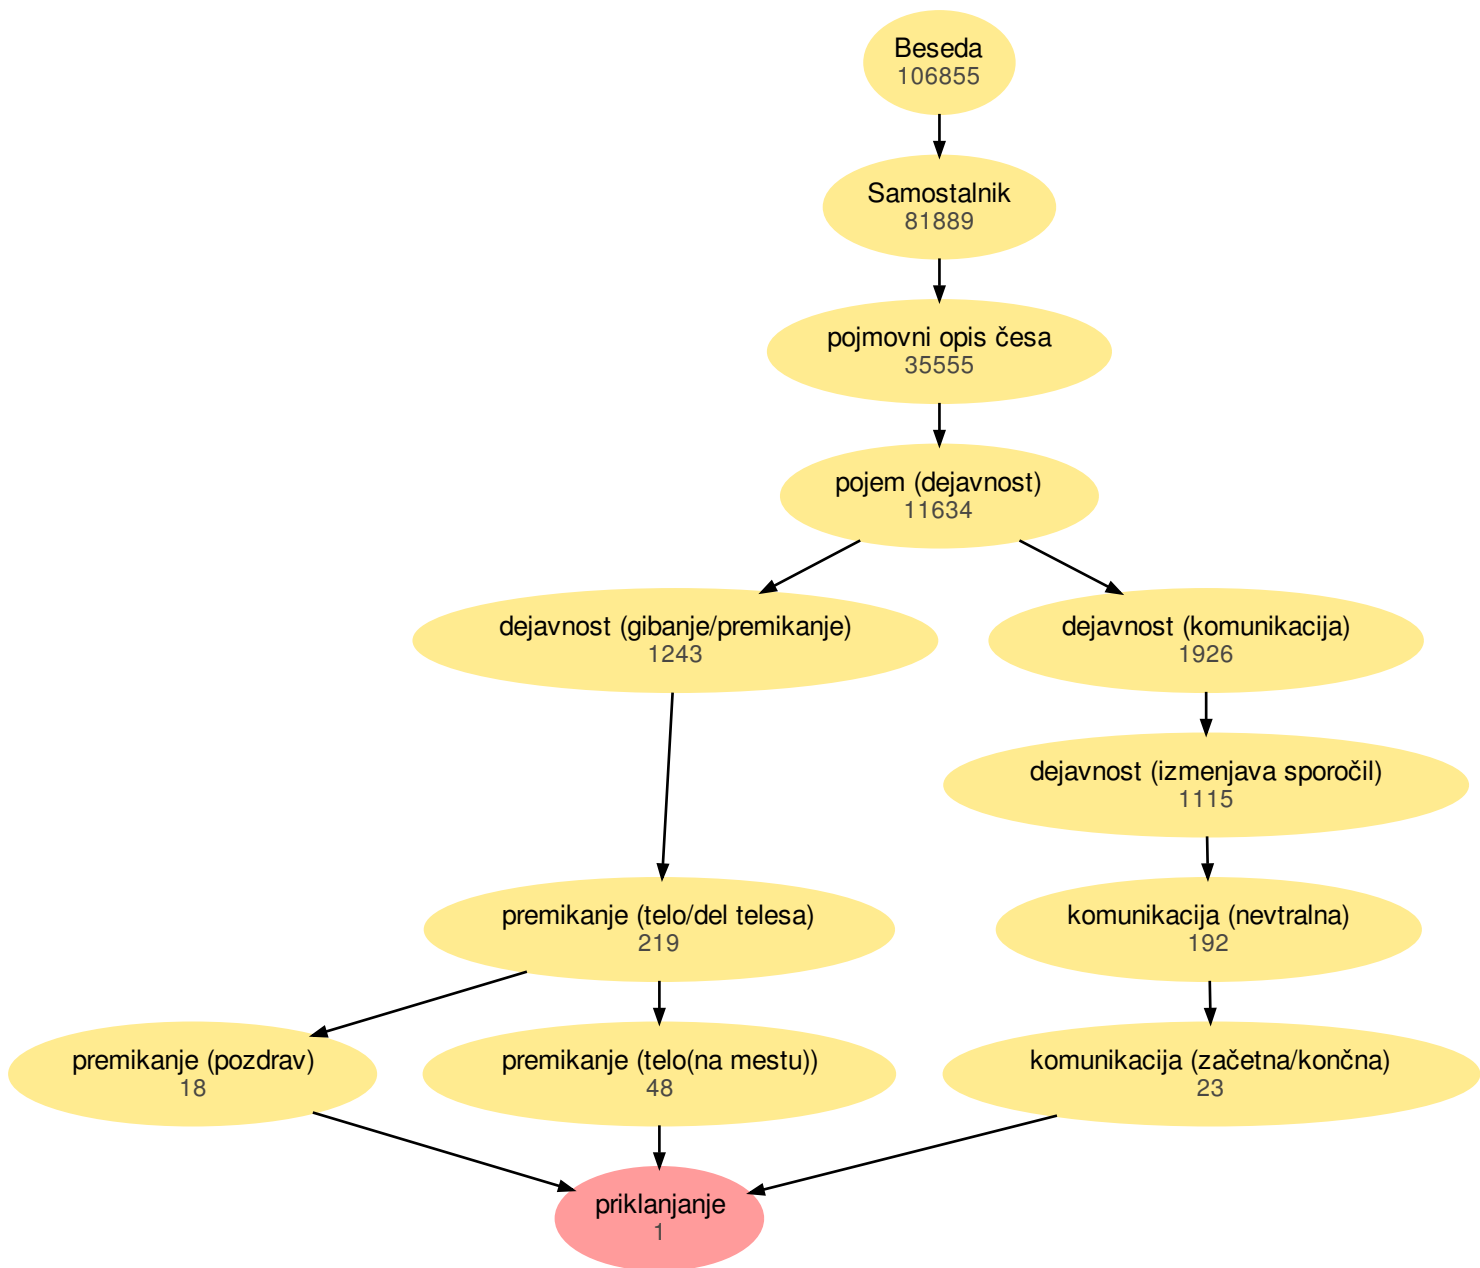 Beseda
106855
Samostalnik
81889
pojmovni opis česa
35555
pojem (dejavnost)
11634
dejavnost (gibanje/premikanje)
1243
dejavnost (komunikacija)
1926
dejavnost (izmenjava sporočil)
1115
premikanje (telo/del telesa)
219
komunikacija (nevtralna)
192
premikanje (pozdrav)
18
premikanje (telo(na mestu))
48
komunikacija (začetna/končna)
23
priklanjanje
1